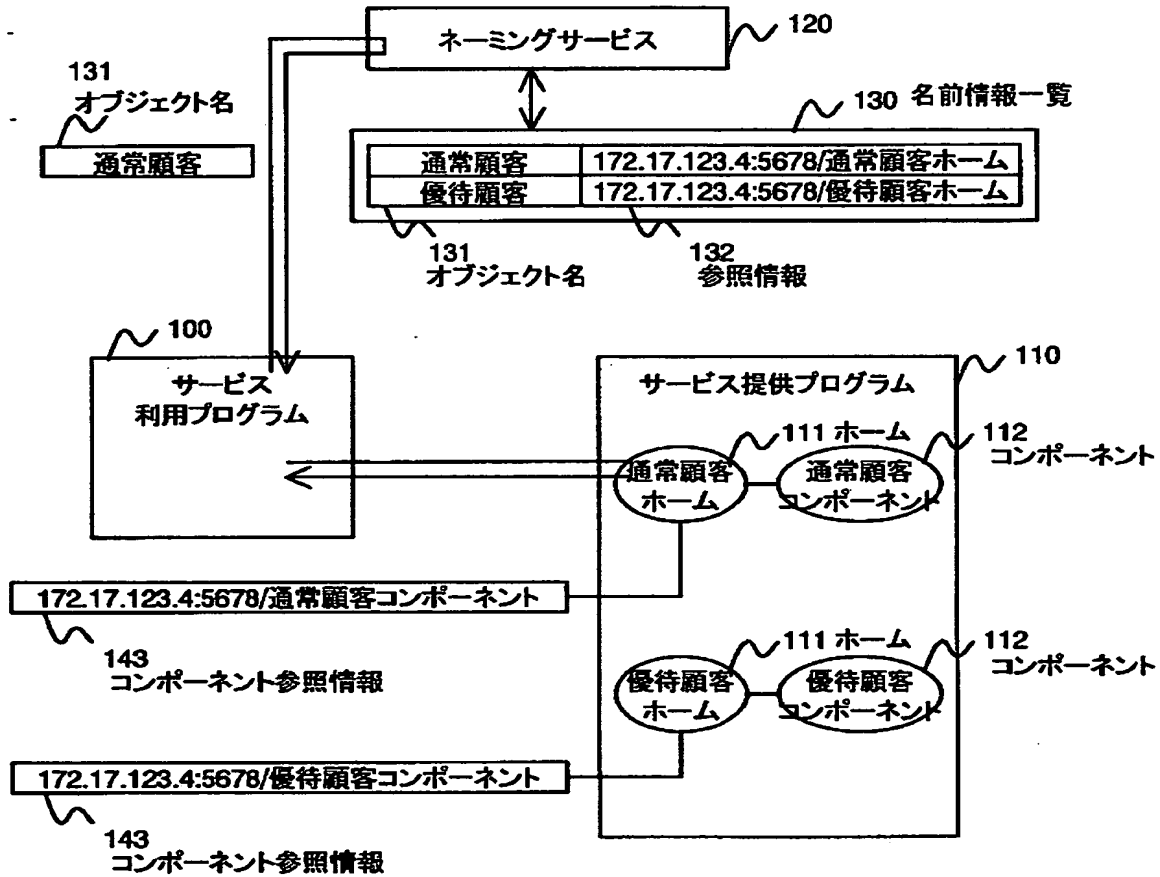 ネーミングサービス
120
131
オブジェクト名
通常顧客
130 名前情報一覧
通常顧客 172.17.123.4:5678/通常顧客ホーム
優待顧客 172.17.123.4:5678/優待顧客ホーム
131
オブジェクト名
132
参照情報
100
サービス
利用プログラム
110
サービス提供プログラム
111 ホーム
112
コンポーネント
通常顧客
ホーム
通常顧客
コンポーネント
172.17.123.4:5678/通常顧客コンポーネント
143
コンポーネント参照情報
111 ホーム
112
コンポーネント
優待顧客
ホーム
優待顧客
コンポーネント
172.17.123.4:5678/優待顧客コンポーネント
143
コンポーネント参照情報